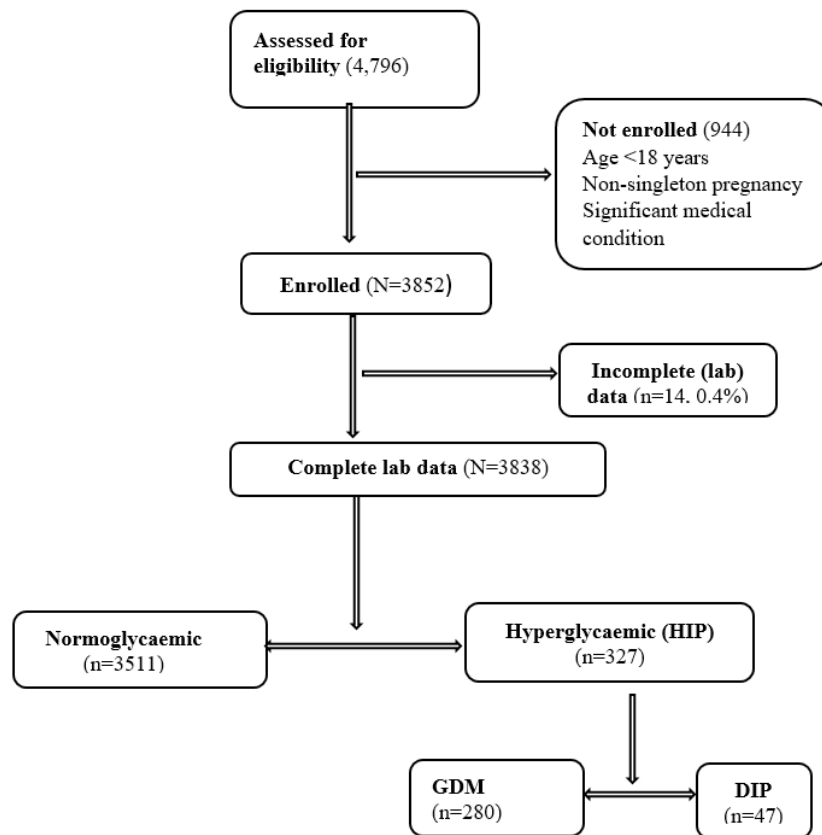 Assessed for
eligibility (4,796)
Not enrolled (944)
Age <18 years
Non-singleton pregnancy
Significant medical
condition
Enrolled (N=3852)
Incomplete (lab)
data (n=14, 0.4%)
Complete lab data (N=3838)
Normoglycaemic
(n=3511)
Hyperglycaemic (HIP)
(n=327)
GDM
(n=280)
DIP
(n=47)